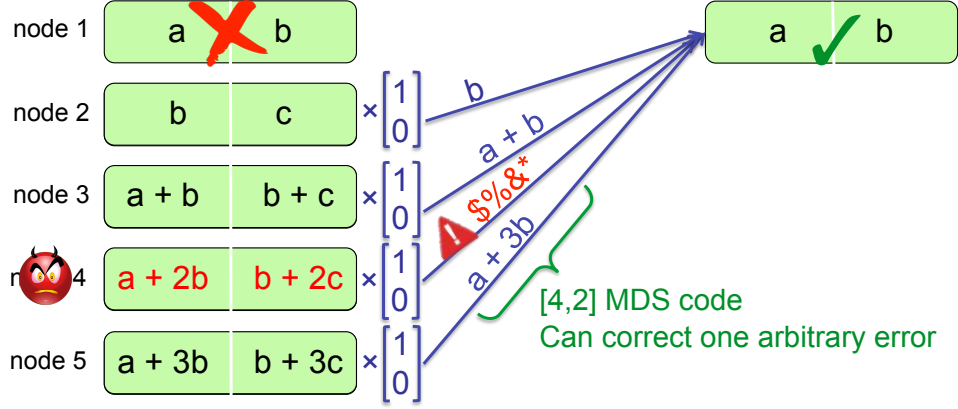 node 1 a b a b
node 2 b c × [1 0] b
node 3 a + b b + c × [1 0] a + b
4 a + 2b b + 2c × [1 0] $%&*
node 5 a + 3b b + 3c × [1 0] a + 3b
[4,2] MDS code
Can correct one arbitrary error